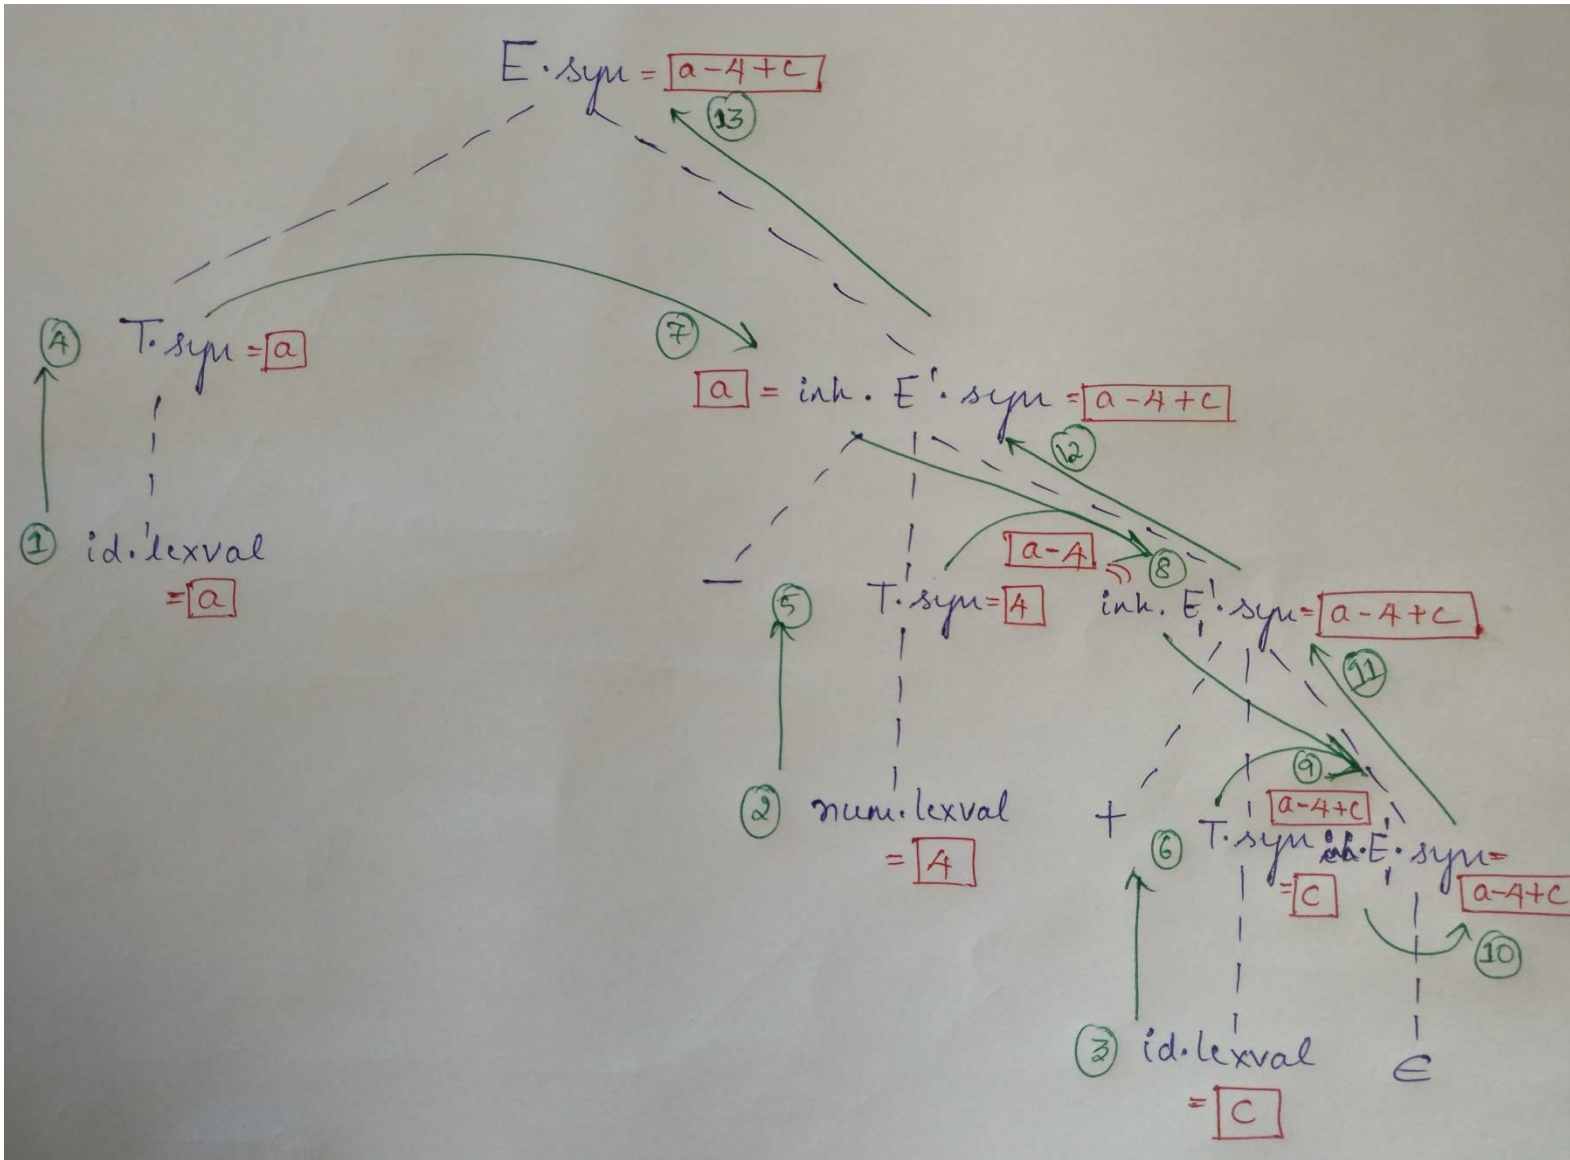 E.syn = a-4+c
13
4 T.syn = a
7
a = inh. E'. syn = a-4+c
12
1 id.lexval
= a
a-4
8
-
5 T.syn = 4
inh. E'. syn = a-4+c
11
9
2 num.lexval
= 4
a-4+c
+
6 T.syn
= c
inh. E'. syn =
a-4+c
10
3 id.lexval
= c
ϵ